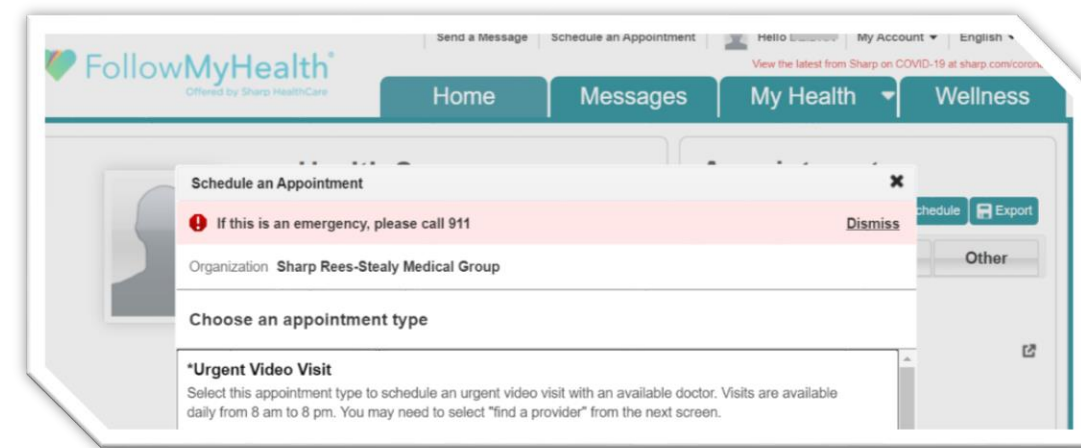 Send a Message Schedule an Appointment Hello My Account English
View the latest from Sharp on COVID-19 at sharp.com/corona
FollowMyHealth®
Offered by Sharp HealthCare
Home Messages My Health Wellness
Schedule an Appointment
If this is an emergency, please call 911 Dismiss
Export
Organization Sharp Rees-Stealy Medical Group
Other
Choose an appointment type
*Urgent Video Visit
Select this appointment type to schedule an urgent video visit with an available doctor. Visits are available
daily from 8 am to 8 pm. You may need to select "find a provider" from the next screen.